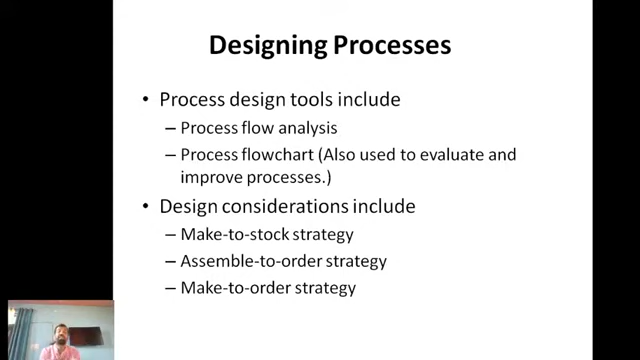 Designing Processes
• Process design tools include
– Process flow analysis
– Process flowchart (Also used to evaluate and
improve processes.)
• Design considerations include
– Make-to-stock strategy
– Assemble-to-order strategy
– Make-to-order strategy